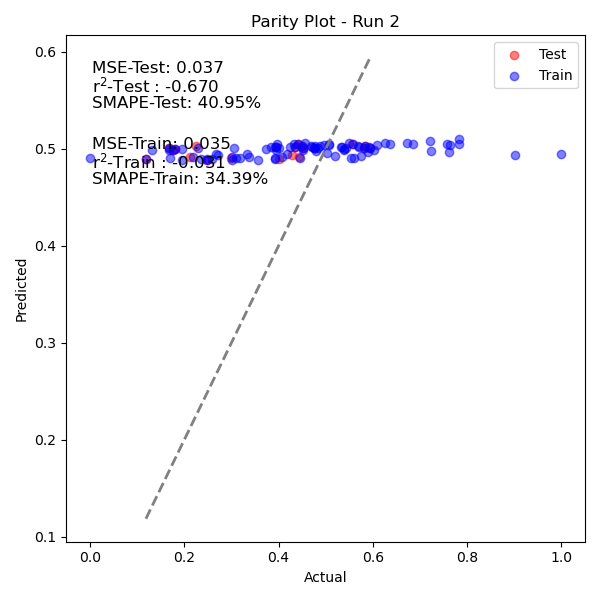 Parity Plot - Run 2
MSE-Test: 0.037
r²-Test : -0.670
SMAPE-Test: 40.95%
MSE-Train: 0.035
r²-Train : -0.031
SMAPE-Train: 34.39%
Test
Train
0.6
0.5
0.4
0.3
0.2
0.1
Predicted
0.0 0.2 0.4 0.6 0.8 1.0
Actual